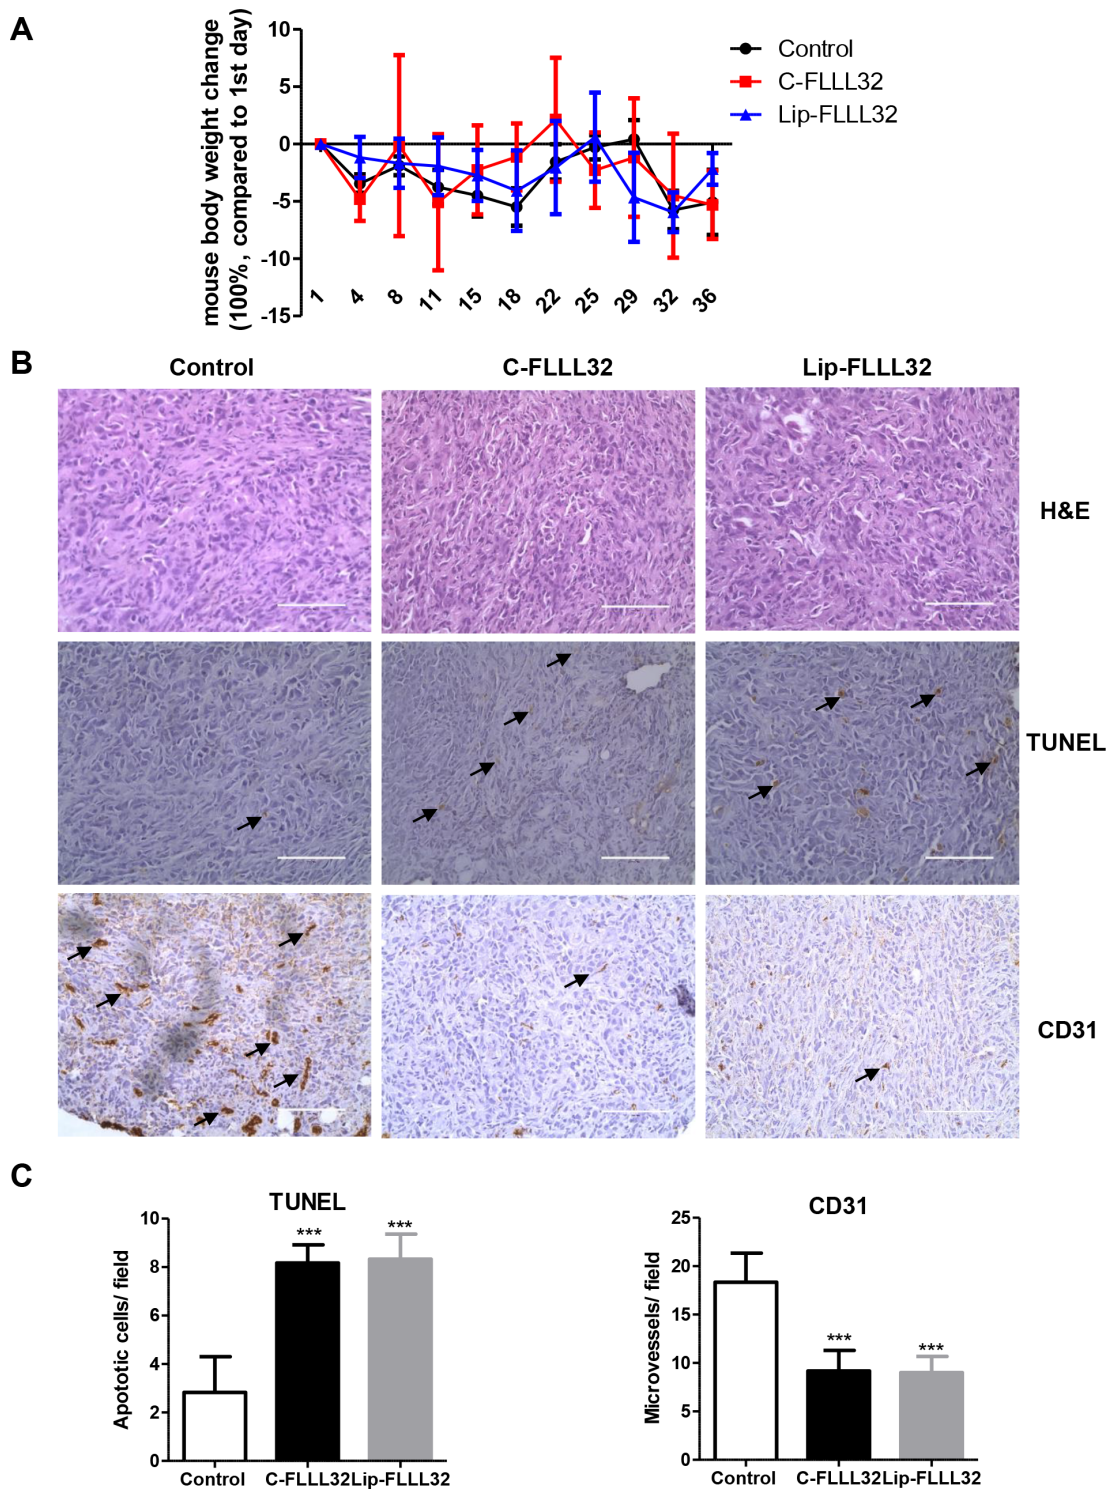 A
mouse body weight change
(100%, compared to 1st day)
10
5
0
-5
-10
-15
1
4
8
11
15
18
22
25
29
32
36
Control
C-FLLL32
Lip-FLLL32
B
Control
C-FLLL32
Lip-FLLL32
H&E
TUNEL
CD31
C
TUNEL
Apototic cells/ field
10
8
6
4
2
0
***
***
Control
C-FLLL32
Lip-FLLL32
CD31
Microvessels/ field
25
20
15
10
5
0
***
***
Control
C-FLLL32
Lip-FLLL32